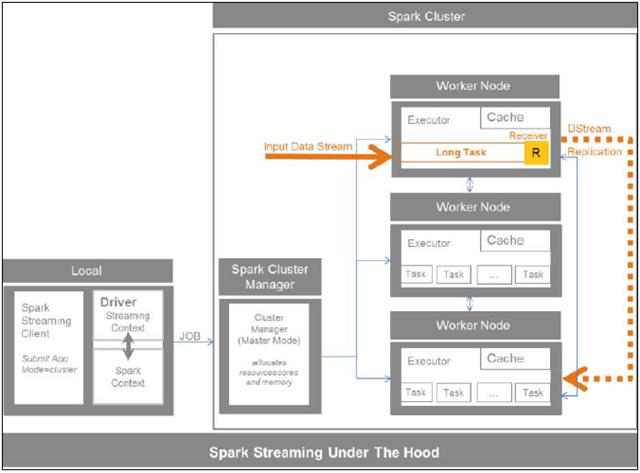 Spark Cluster
Worker Node
Executor
Cache
Receiver
Input Data Stream
Long Task
R
DStream
Replication
Worker Node
Executor
Cache
Task
Task
...
Task
Local
Spark
Streaming
Client
Submit App
Mode=cluster
Driver
Streaming
Context
Spark
Context
JOB
Spark Cluster
Manager
Cluster
Manager
(Master Mode)
allocates
resourcescores
and memory
Worker Node
Executor
Cache
Task
Task
...
Task
Spark Streaming Under The Hood